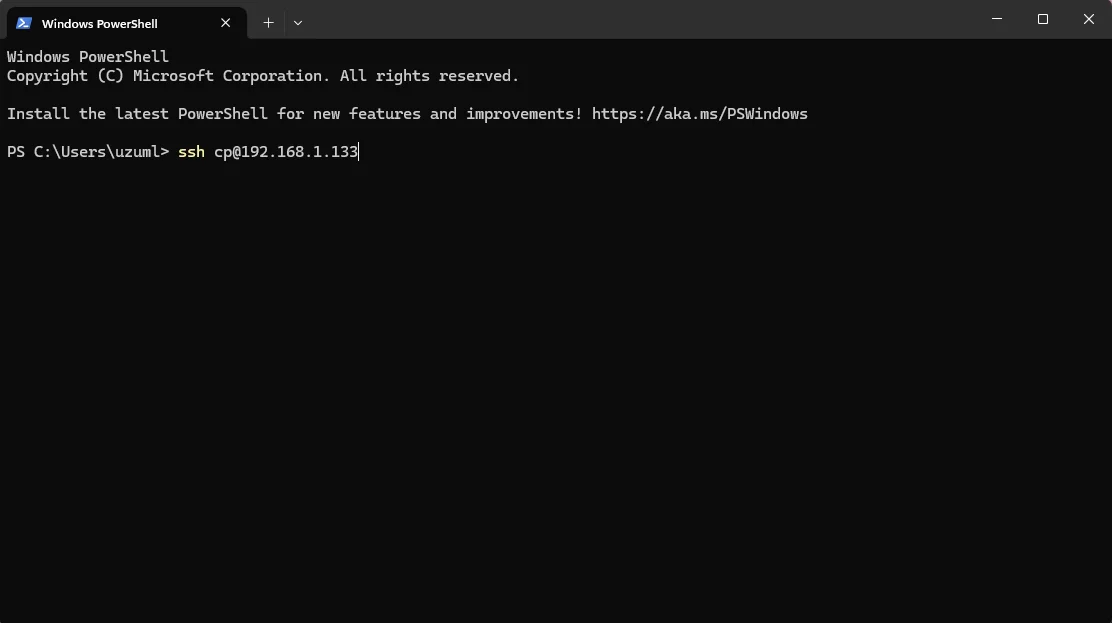 Windows PowerShell
Windows PowerShell
Copyright (C) Microsoft Corporation. All rights reserved.
Install the latest PowerShell for new features and improvements! https://aka.ms/PSWindows
PS C:\Users\uzuml> ssh cp@192.168.1.133